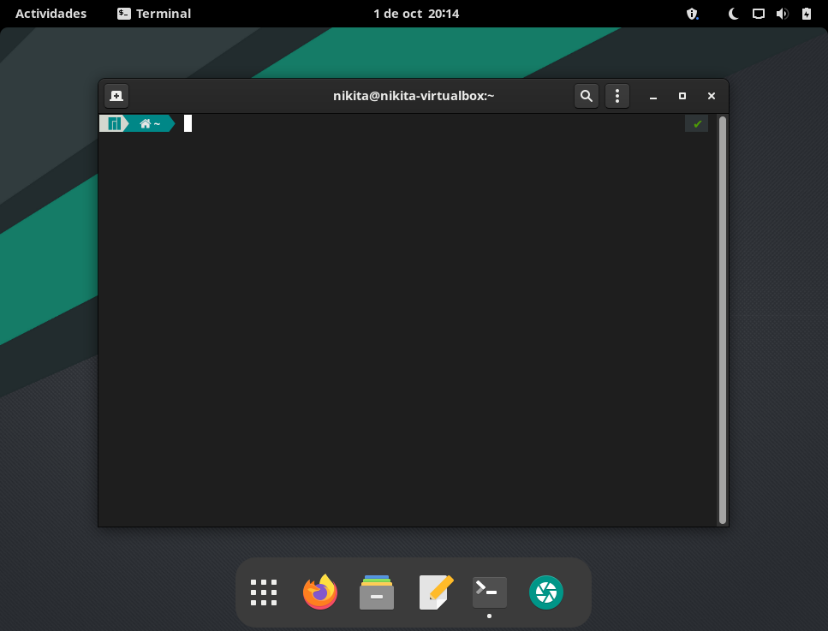 Actividades Terminal 1 de oct 20:14
nikita@nikita-virtualbox:~
~